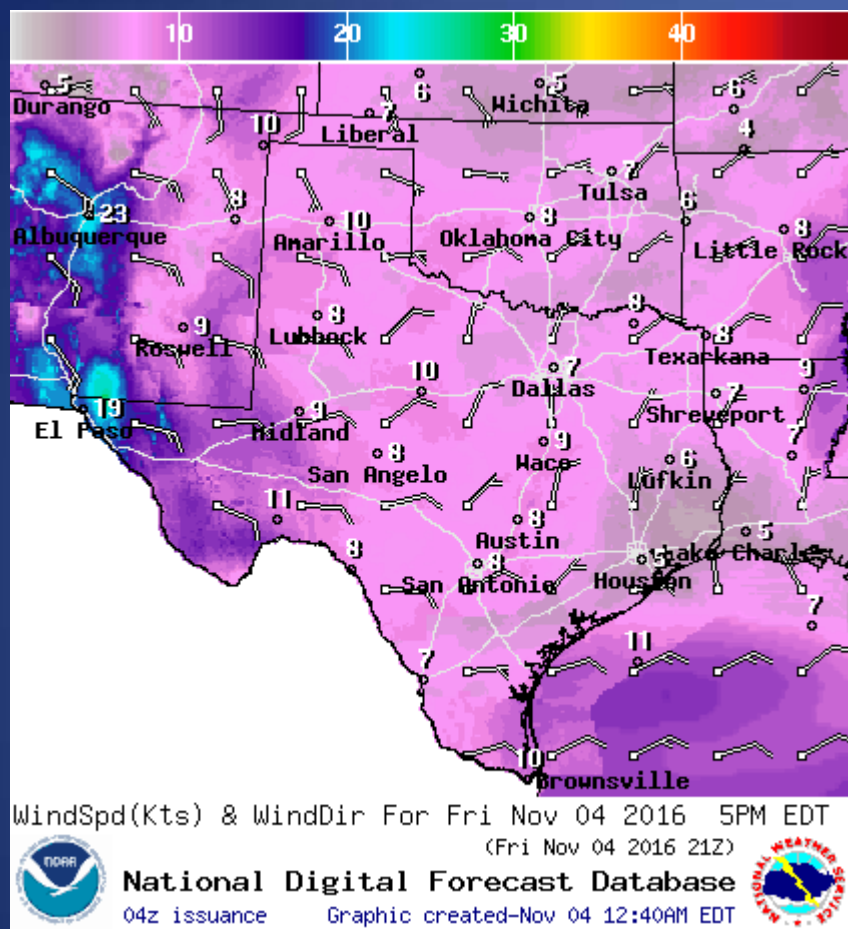 10 20 30 40
5 6 5 6
Durango Wichita
7
Liberal
10 4
7
Tulsa
23 8 10 8 6 8
Albuquerque Amarillo Oklahoma City Little Rock
9 8 8 8
Roswell Lubbock Texarkana
7
Dallas
19 10 7 9
El Paso 9 Shreveport
Midland
8 9 6 7
San Angelo Waco Lufkin
11 8 5
Austin Lake Charles
8 8 5
San Antonio Houston
7
7 11
10
Brownsville
WindSpd(Kts) & WindDir For Fri Nov 04 2016 5PM EDT
(Fri Nov 04 2016 21Z)
NOAA
National Digital Forecast Database
04z issuance Graphic created-Nov 04 12:40AM EDT
NATIONAL WEATHER SERVICE